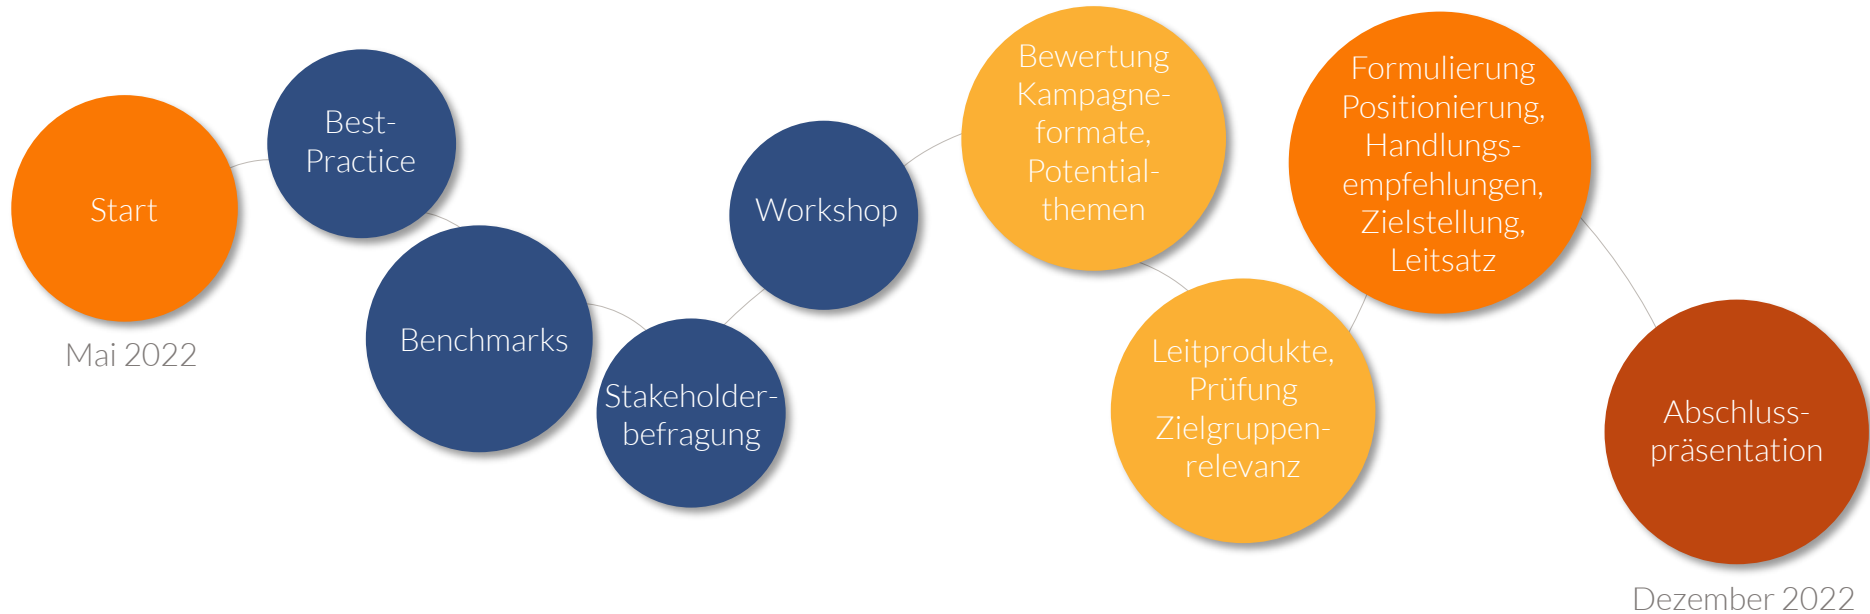 Start
Mai 2022
Best-
Practice
Benchmarks
Stakeholder-
befragung
Workshop
Bewertung
Kampagne-
formate,
Potential-
themen
Leitprodukte,
Prüfung
Zielgruppen-
relevanz
Formulierung
Positionierung,
Handlungs-
empfehlungen,
Zielstellung,
Leitsatz
Abschluss-
präsentation
Dezember 2022